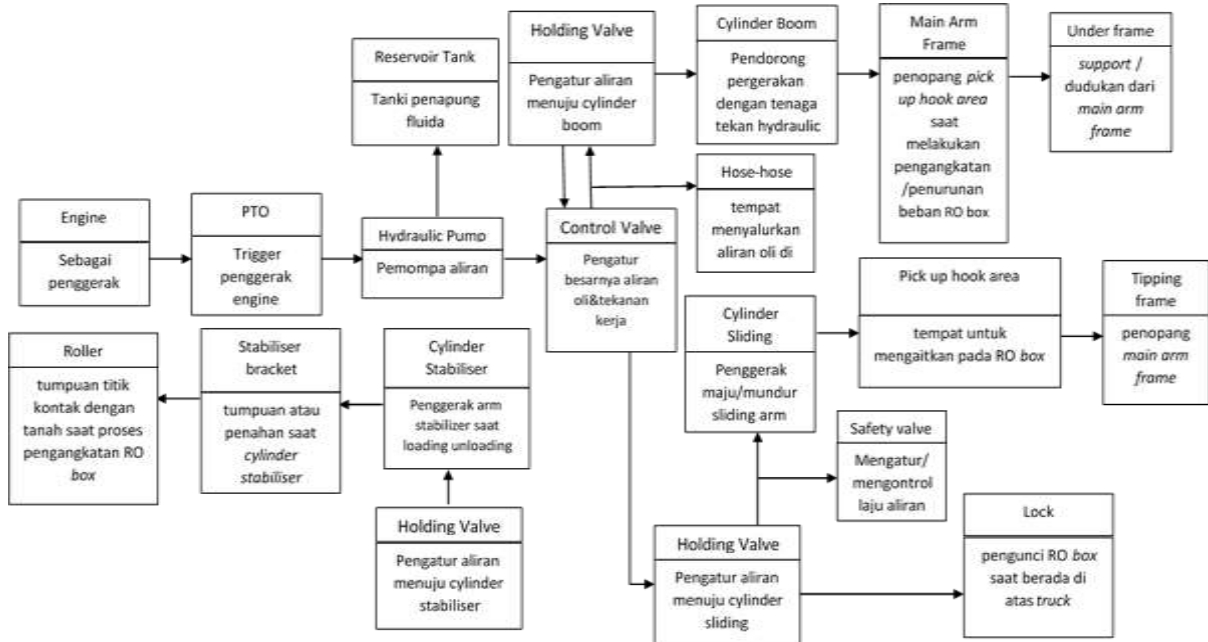 Holding Valve
Pengatur aliran
menuju cylinder
boom
Cylinder Boom
Pendorong
pergerakan
dengan tenaga
tekan hydraulic
Main Arm
Frame
penopang pick
up hook area
saat
melakukan
pengangkatan
/penurunan
beban RO box
Under frame
support /
dudukan dari
main arm
frame
Reservoir Tank
Tanki penapung
fluida
Hose-hose
tempat
menyalurkan
aliran oli di
Engine
Sebagai
penggerak
PTO
Trigger
penggerak
engine
Hydraulic Pump
Pemompa aliran
Control Valve
Pengatur
besarnya aliran
oli&tekanan
kerja
Pick up hook area
tempat untuk
mengaitkan pada RO box
Tipping
frame
penopang
main arm
frame
Cylinder
Sliding
Penggerak
maju/mundur
sliding arm
Roller
tumpuan titik
kontak dengan
tanah saat proses
pengangkatan RO
box
Stabiliser
bracket
tumpuan atau
penahan saat
cylinder
stabiliser
Cylinder
Stabiliser
Penggerak arm
stabilizer saat
loading unloading
Safety valve
Mengatur/
mengontrol
laju aliran
Holding Valve
Pengatur aliran
menuju cylinder
stabiliser
Holding Valve
Pengatur aliran
menuju cylinder
sliding
Lock
pengunci RO box
saat berada di
atas truck